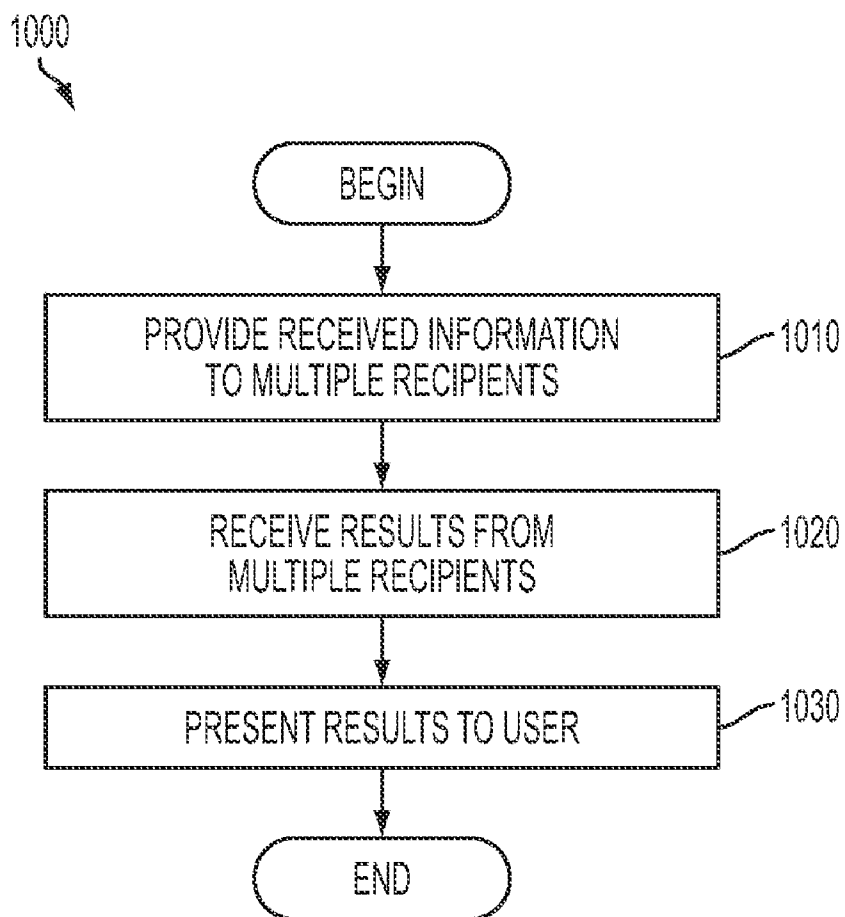 1000
BEGIN
PROVIDE RECEIVED INFORMATION
TO MULTIPLE RECIPIENTS
1010
RECEIVE RESULTS FROM
MULTIPLE RECIPIENTS
1020
PRESENT RESULTS TO USER
1030
END